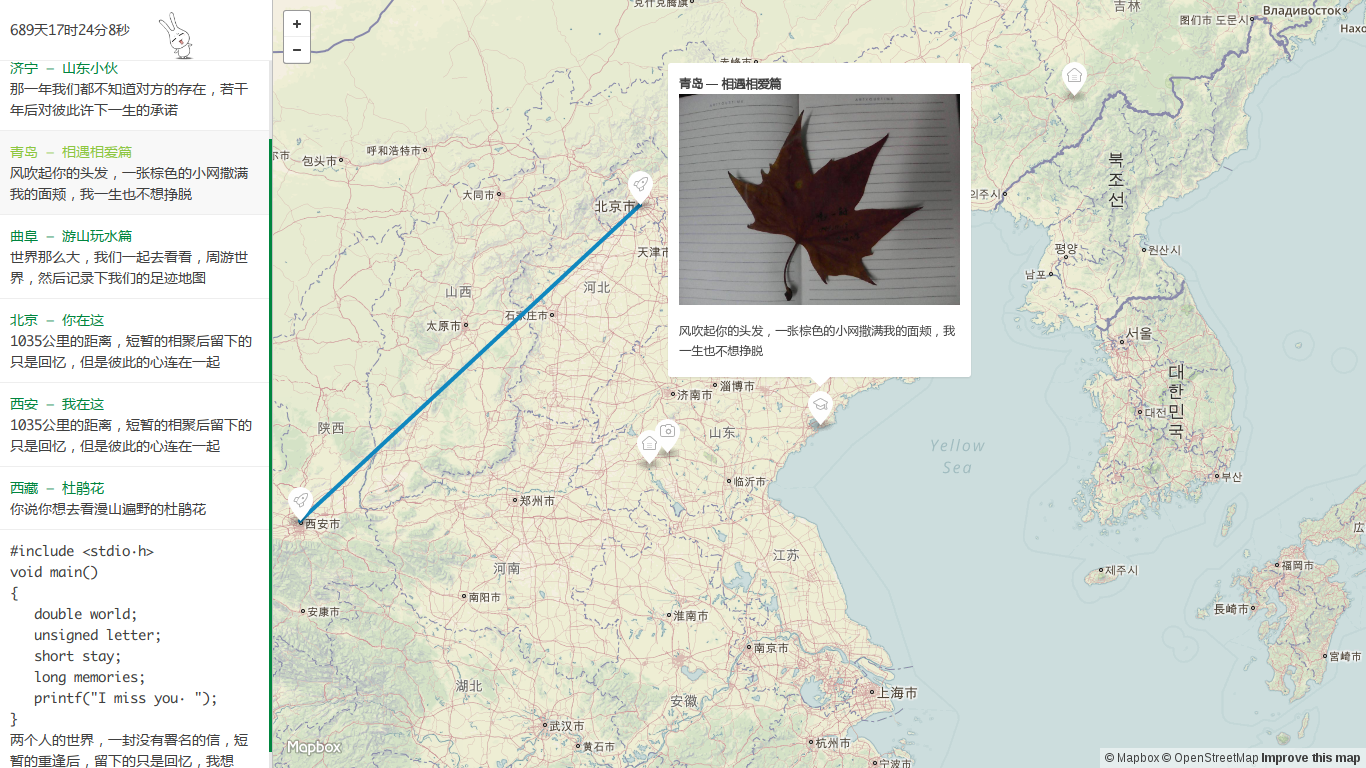 689天17时24分8秒
济宁 – 山东小伙
那一年我们都不知道对方的存在，若干
年后对彼此许下一生的承诺
青岛 – 相遇相爱篇
风吹起你的头发，一张棕色的小网撒满
我的面颊，我一生也不想挣脱
曲阜 – 游山玩水篇
世界那么大，我们一起去看看，周游世
界，然后记录下我们的足迹地图
北京 – 你在这
1035公里的距离，短暂的相聚后留下的
只是回忆，但是彼此的心连在一起
西安 – 我在这
1035公里的距离，短暂的相聚后留下的
只是回忆，但是彼此的心连在一起
西藏 – 杜鹃花
你说你想去看漫山遍野的杜鹃花
#include <stdio·h>
void main()
{
double world;
unsigned letter;
short stay;
long memories;
printf("I miss you· ");
}
两个人的世界，一封没有署名的信，短
暂的重逢后，留下的只是回忆，我想
+
−
青岛 — 相遇相爱篇
风吹起你的头发，一张棕色的小网撒满我的面颊，我
一生也不想挣脱
克什克腾旗
吉林
Владивосток
图们市 도문시
Нахо
赤峰市
尔市
包头市
呼和浩特市
大同市
北京市
天津市
북조선
의주시
평양
원산시
남포
山西
河北
石家庄市
太原市
서울
대한민국
대전
부산
淄博市
济南市
山东
陕西
Yellow
Sea
临沂市
郑州市
西安市
広
江苏
河南
제주시
福岡市
南阳市
安康市
淮南市
長崎市
南京市
宮崎市
湖北
安徽
上海市
武汉市
黄石市
杭州市
宁波市
Mapbox
© Mapbox © OpenStreetMap Improve this map